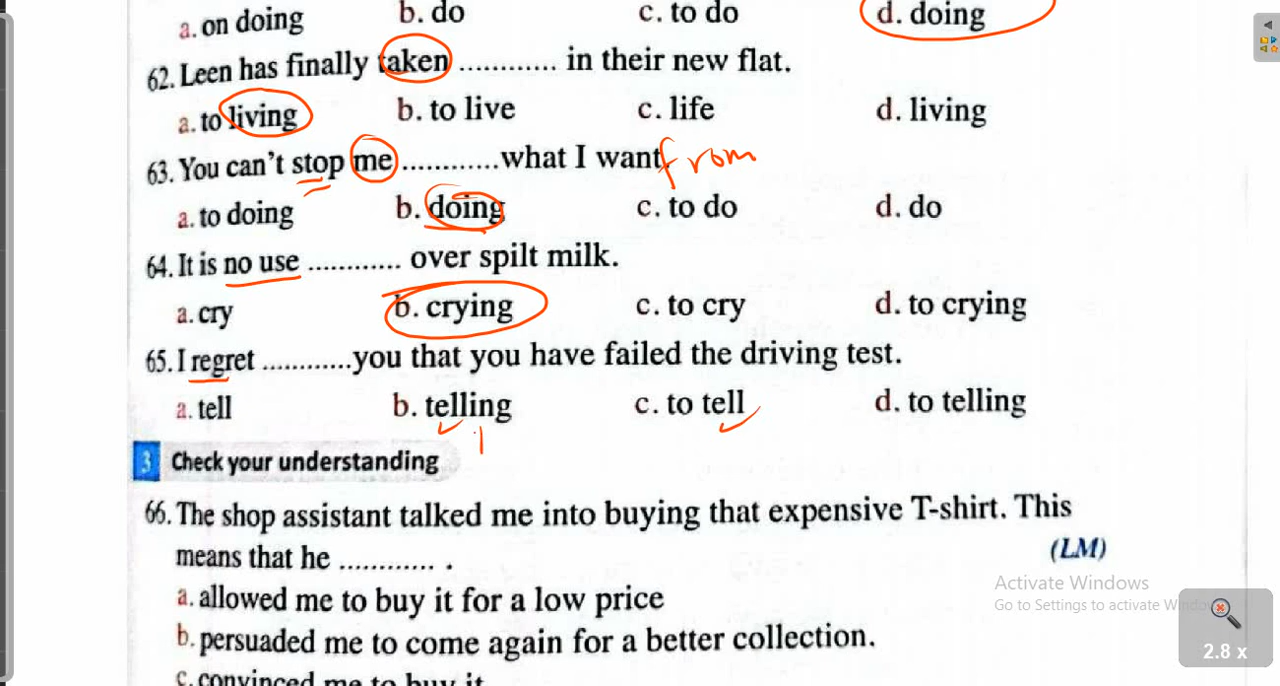 a. on doing b. do c. to do d. doing
62. Leen has finally taken ............ in their new flat.
a. to living b. to live c. life d. living
63. You can't stop me ............what I want. from
a. to doing b. doing c. to do d. do
64. It is no use ............ over spilt milk.
a. cry b. crying c. to cry d. to crying
65. I regret ............you that you have failed the driving test.
a. tell b. telling c. to tell d. to telling
3 Check your understanding
66. The shop assistant talked me into buying that expensive T-shirt. This
means that he ............ .
(LM)
a. allowed me to buy it for a low price
b. persuaded me to come again for a better collection.
c. convinced me to buy it
Activate Windows
Go to Settings to activate Windows
2.8 x